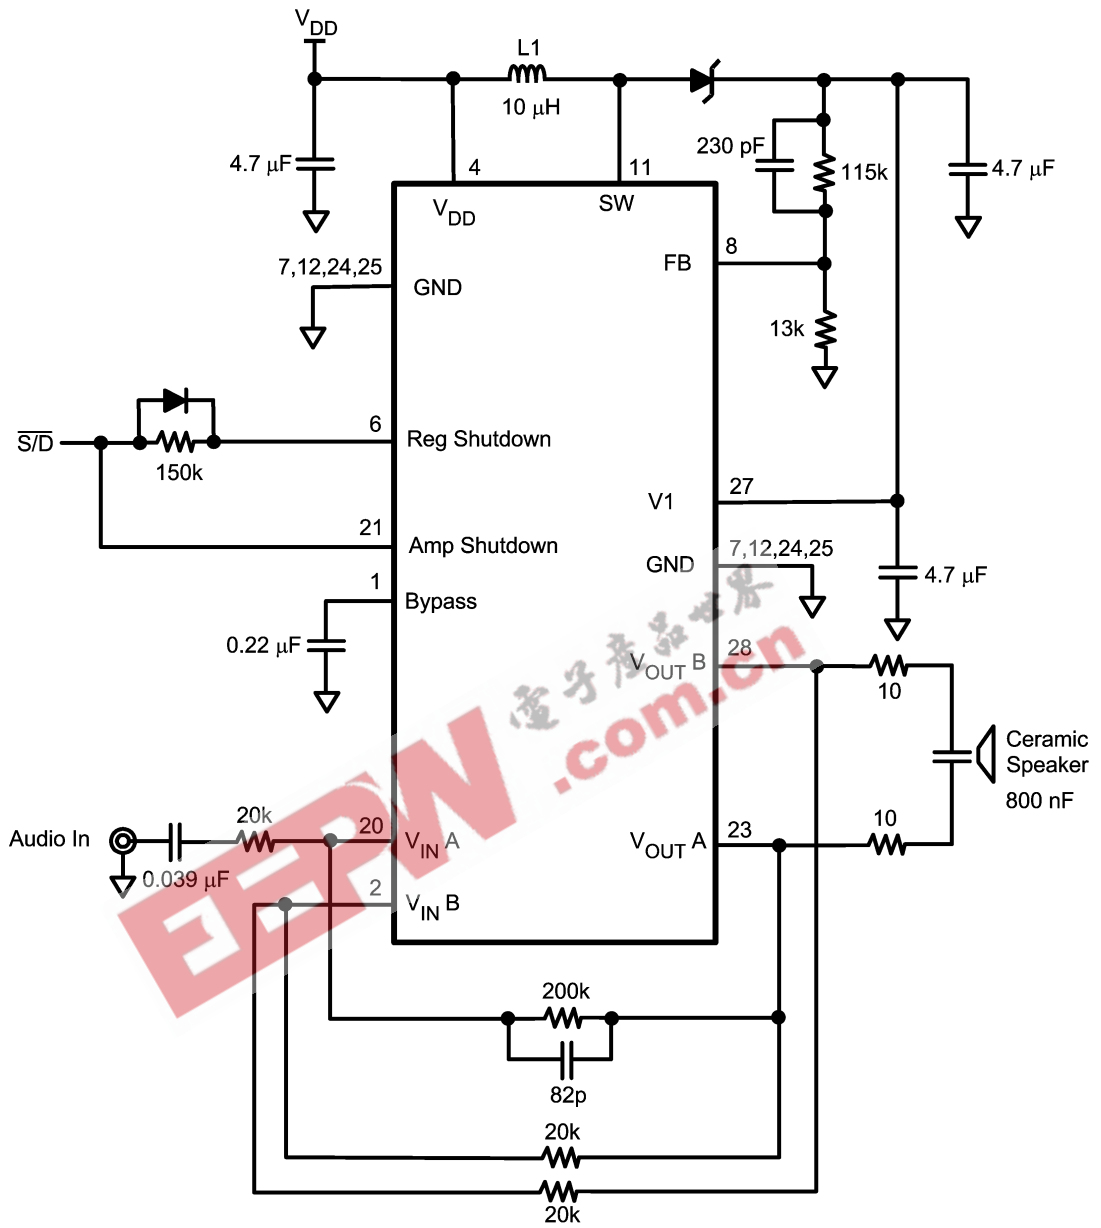 VDD
L1
10 μH
4.7 μF
4
11
230 pF
115k
4.7 μF
VDD
SW
8
FB
7,12,24,25
GND
13k
6
S/D
Reg Shutdown
150k
27
V1
21
Amp Shutdown
7,12,24,25
GND
4.7 μF
1
Bypass
0.22 μF
28
VOUT B
10
電子產品世界
.com.cn
EEPW
Ceramic
Speaker
800 nF
20k
20
23
10
Audio In
VIN A
VOUT A
0.039 μF
2
VIN B
200k
82p
20k
20k